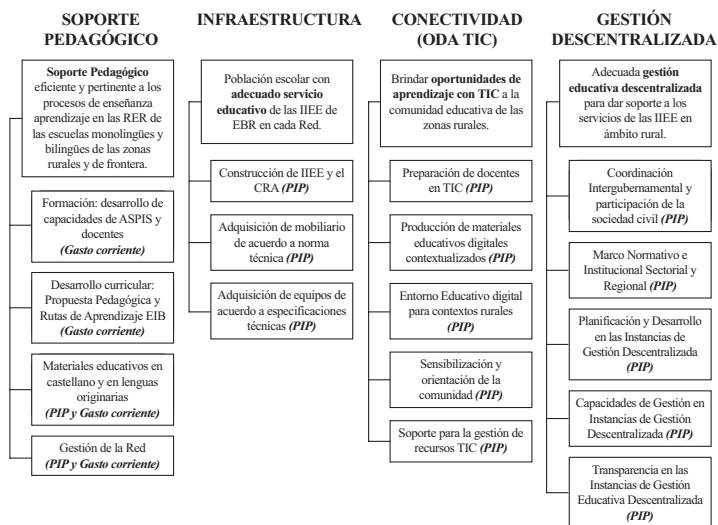 SOPORTE
PEDAGÓGICO
Soporte Pedagógico
eficiente y pertinente a los
procesos de enseñanza
aprendizaje en las RER de
las escuelas monolingües y
bilingües de las zonas
rurales y de frontera.
Formación: desarrollo de
capacidades de ASPIS y
docentes
(Gasto corriente)
Desarrollo curricular:
Propuesta Pedagógica y
Rutas de Aprendizaje EIB
(Gasto corriente)
Materiales educativos en
castellano y en lenguas
originarias
(PIP y Gasto corriente)
Gestión de la Red
(PIP y Gasto corriente)
INFRAESTRUCTURA
Población escolar con
adecuado servicio
educativo de las IIEE de
EBR en cada Red.
Construcción de IIEE y el
CRA (PIP)
Adquisición de mobiliario
de acuerdo a norma
técnica (PIP)
Adquisición de equipos de
acuerdo a especificaciones
técnicas (PIP)
CONECTIVIDAD
(ODA TIC)
Brindar oportunidades de
aprendizaje con TIC a la
comunidad educativa de las
zonas rurales.
Preparación de docentes
en TIC (PIP)
Producción de materiales
educativos digitales
contextualizados (PIP)
Entorno Educativo digital
para contextos rurales
(PIP)
Sensibilización y
orientación de la
comunidad (PIP)
Soporte para la gestión de
recursos TIC (PIP)
GESTIÓN
DESCENTRALIZADA
Adecuada gestión
educativa descentralizada
para dar soporte a los
servicios de las IIEE en
ámbito rural.
Coordinación
Intergubernamental y
participación de la
sociedad civil (PIP)
Marco Normativo e
Institucional Sectorial y
Regional (PIP)
Planificación y Desarrollo
en las Instancias de
Gestión Descentralizada
(PIP)
Capacidades de Gestión en
Instancias de Gestión
Descentralizada (PIP)
Transparencia en las
Instancias de Gestión
Educativa Descentralizada
(PIP)